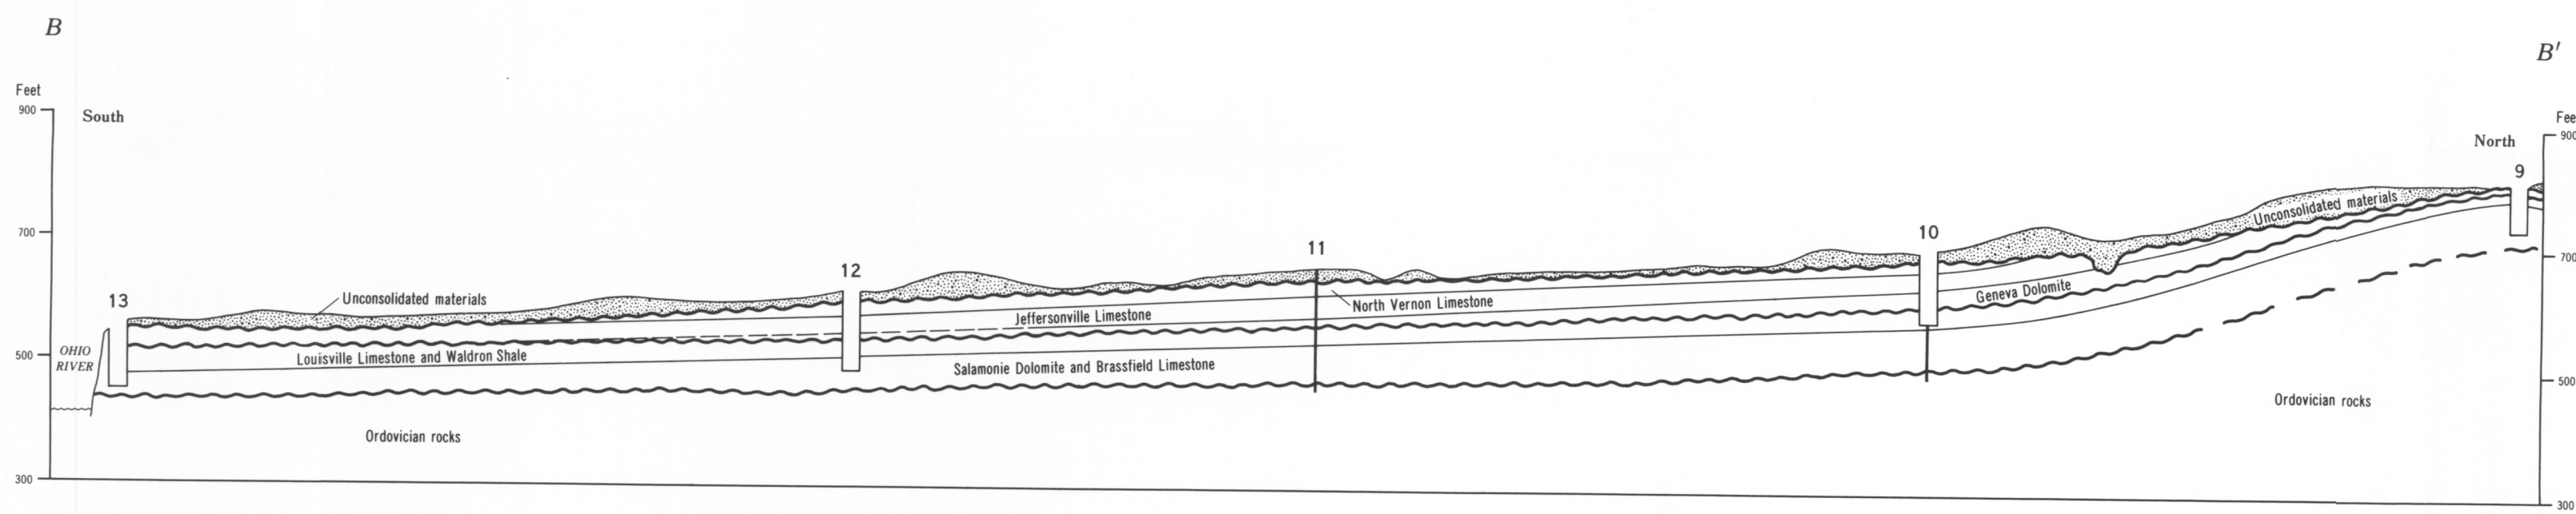 B
B'
Feet
900
South
700
500
300
Fee
900
North
700
500
300
13
12
11
10
9
OHIO
RIVER
Unconsolidated materials
Unconsolidated materials
North Vernon Limestone
Jeffersonville Limestone
Geneva Dolomite
Louisville Limestone and Waldron Shale
Salamonie Dolomite and Brassfield Limestone
Ordovician rocks
Ordovician rocks